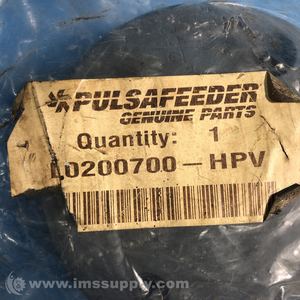 PULSAFEEDER
GENUINE PARTS
Quantity: 1
L0200700-HPV
www.imssupply.com